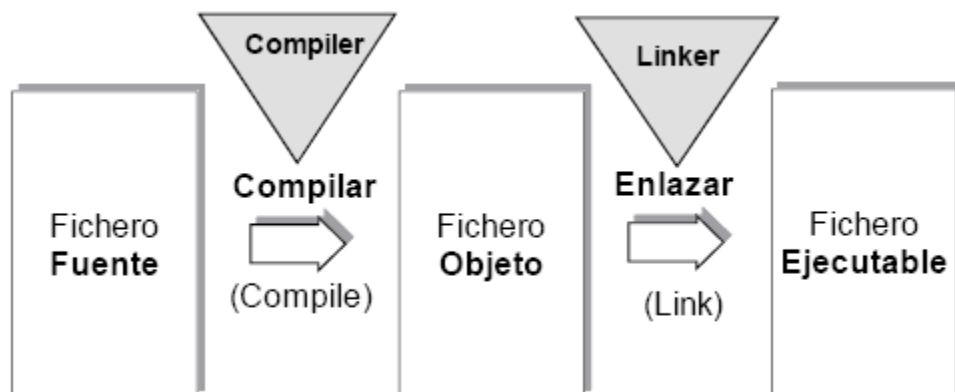 Compiler
Linker
Fichero
Fuente
Compilar
(Compile)
Fichero
Objeto
Enlazar
(Link)
Fichero
Ejecutable